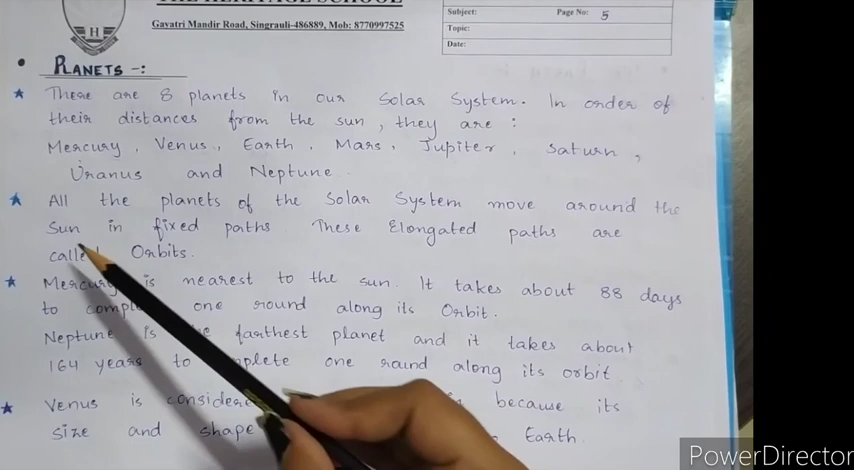 THE HERITAGE SCHOOL
Gayatri Mandir Road, Singrauli-486889, Mob: 8770997525
H
Subject: Page No: 5
Topic:
Date:
• PLANETS -:
★ There are 8 planets in our Solar System. In order of
their distances from the sun, they are :
Mercury, Venus, Earth, Mars, Jupiter, Saturn,
Uranus and Neptune
★ All the planets of the Solar System move around the
Sun in fixed paths These Elongated paths are
called Orbits.
★ Mercury is nearest to the sun. It takes about 88 days
to complete one round along its Orbit.
Neptune is the farthest planet and it takes about
164 years to complete one round along its orbit.
★ Venus is because its
size and shape Earth
PowerDirector